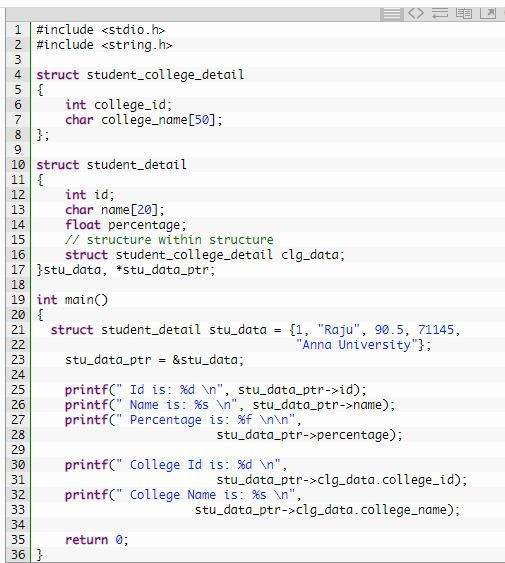 1 #include <stdio.h>
2 #include <string.h>
3
4 struct student_college_detail
5 {
6     int college_id;
7     char college_name[50];
8 };
9
10 struct student_detail
11 {
12     int id;
13     char name[20];
14     float percentage;
15     // structure within structure
16     struct student_college_detail clg_data;
17 }stu_data, *stu_data_ptr;
18
19 int main()
20 {
21   struct student_detail stu_data = {1, "Raju", 90.5, 71145,
22                                     "Anna University"};
23     stu_data_ptr = &stu_data;
24
25     printf(" Id is: %d \n", stu_data_ptr->id);
26     printf(" Name is: %s \n", stu_data_ptr->name);
27     printf(" Percentage is: %f \n\n",
28                          stu_data_ptr->percentage);
29
30     printf(" College Id is: %d \n",
31                          stu_data_ptr->clg_data.college_id);
32     printf(" College Name is: %s \n",
33                       stu_data_ptr->clg_data.college_name);
34
35     return 0;
36 }